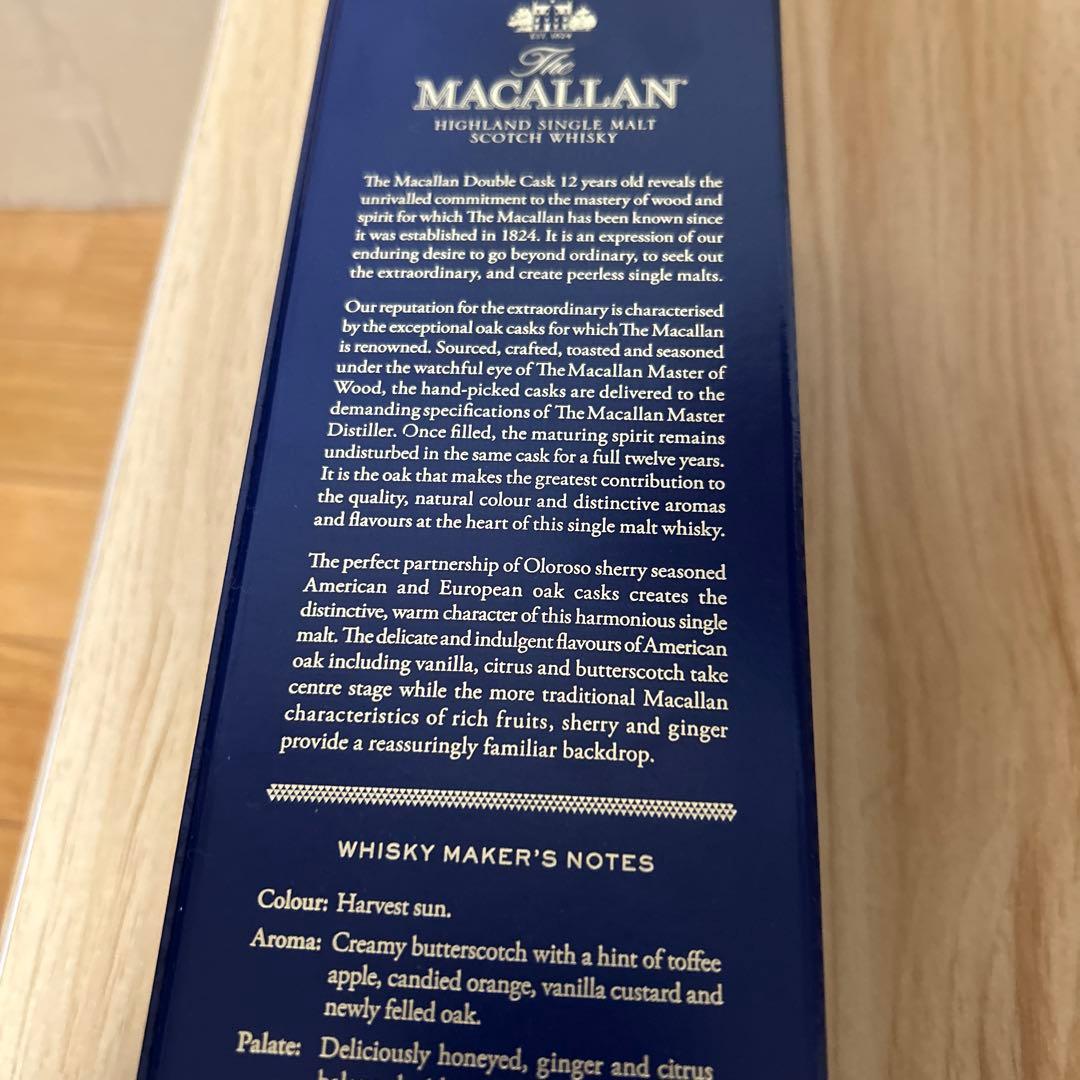 EST. 1824
The
MACALLAN
HIGHLAND SINGLE MALT
SCOTCH WHISKY
The Macallan Double Cask 12 years old reveals the
unrivalled commitment to the mastery of wood and
spirit for which The Macallan has been known since
it was established in 1824. It is an expression of our
enduring desire to go beyond ordinary, to seek out
the extraordinary, and create peerless single malts.
Our reputation for the extraordinary is characterised
by the exceptional oak casks for which The Macallan
is renowned. Sourced, crafted, toasted and seasoned
under the watchful eye of The Macallan Master of
Wood, the hand-picked casks are delivered to the
demanding specifications of The Macallan Master
Distiller. Once filled, the maturing spirit remains
undisturbed in the same cask for a full twelve years.
It is the oak that makes the greatest contribution to
the quality, natural colour and distinctive aromas
and flavours at the heart of this single malt whisky.
The perfect partnership of Oloroso sherry seasoned
American and European oak casks creates the
distinctive, warm character of this harmonious single
malt. The delicate and indulgent flavours of American
oak including vanilla, citrus and butterscotch take
centre stage while the more traditional Macallan
characteristics of rich fruits, sherry and ginger
provide a reassuringly familiar backdrop.
WHISKY MAKER'S NOTES
Colour: Harvest sun.
Aroma: Creamy butterscotch with a hint of toffee
apple, candied orange, vanilla custard and
newly felled oak.
Palate: Deliciously honeyed, ginger and citrus